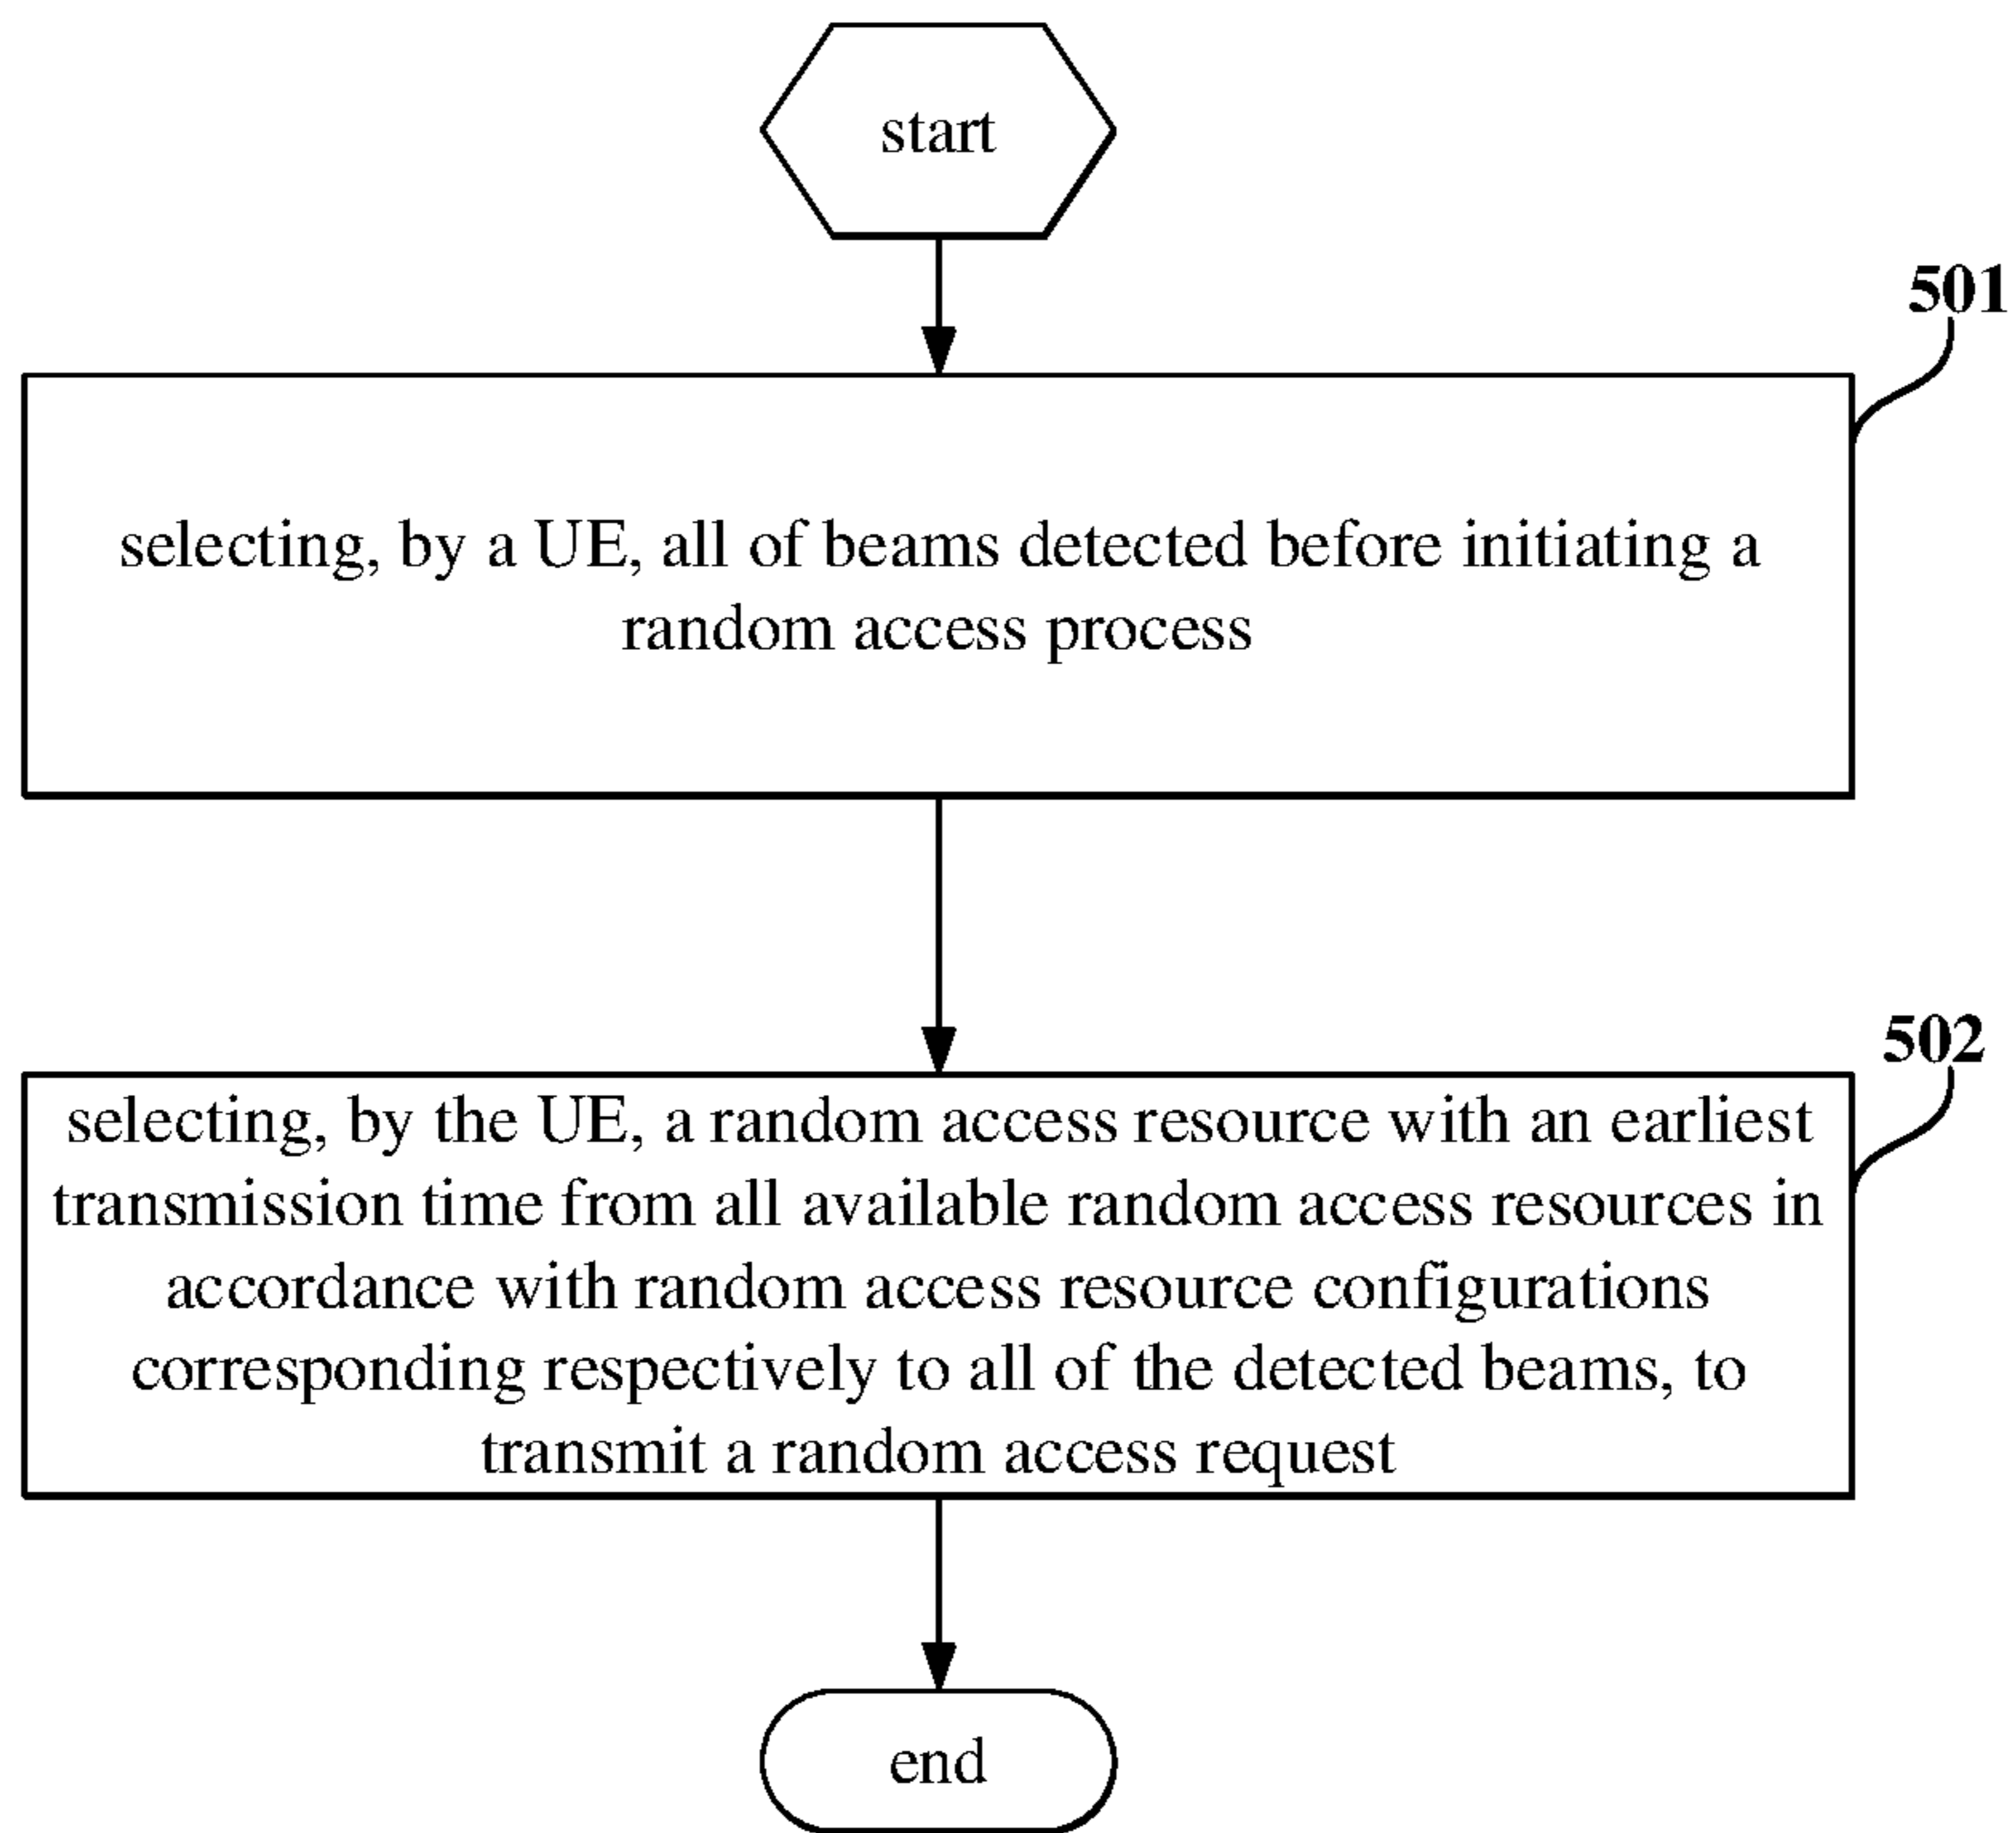 start
501
selecting, by a UE, all of beams detected before initiating a
random access process
502
selecting, by the UE, a random access resource with an earliest
transmission time from all available random access resources in
accordance with random access resource configurations
corresponding respectively to all of the detected beams, to
transmit a random access request
end